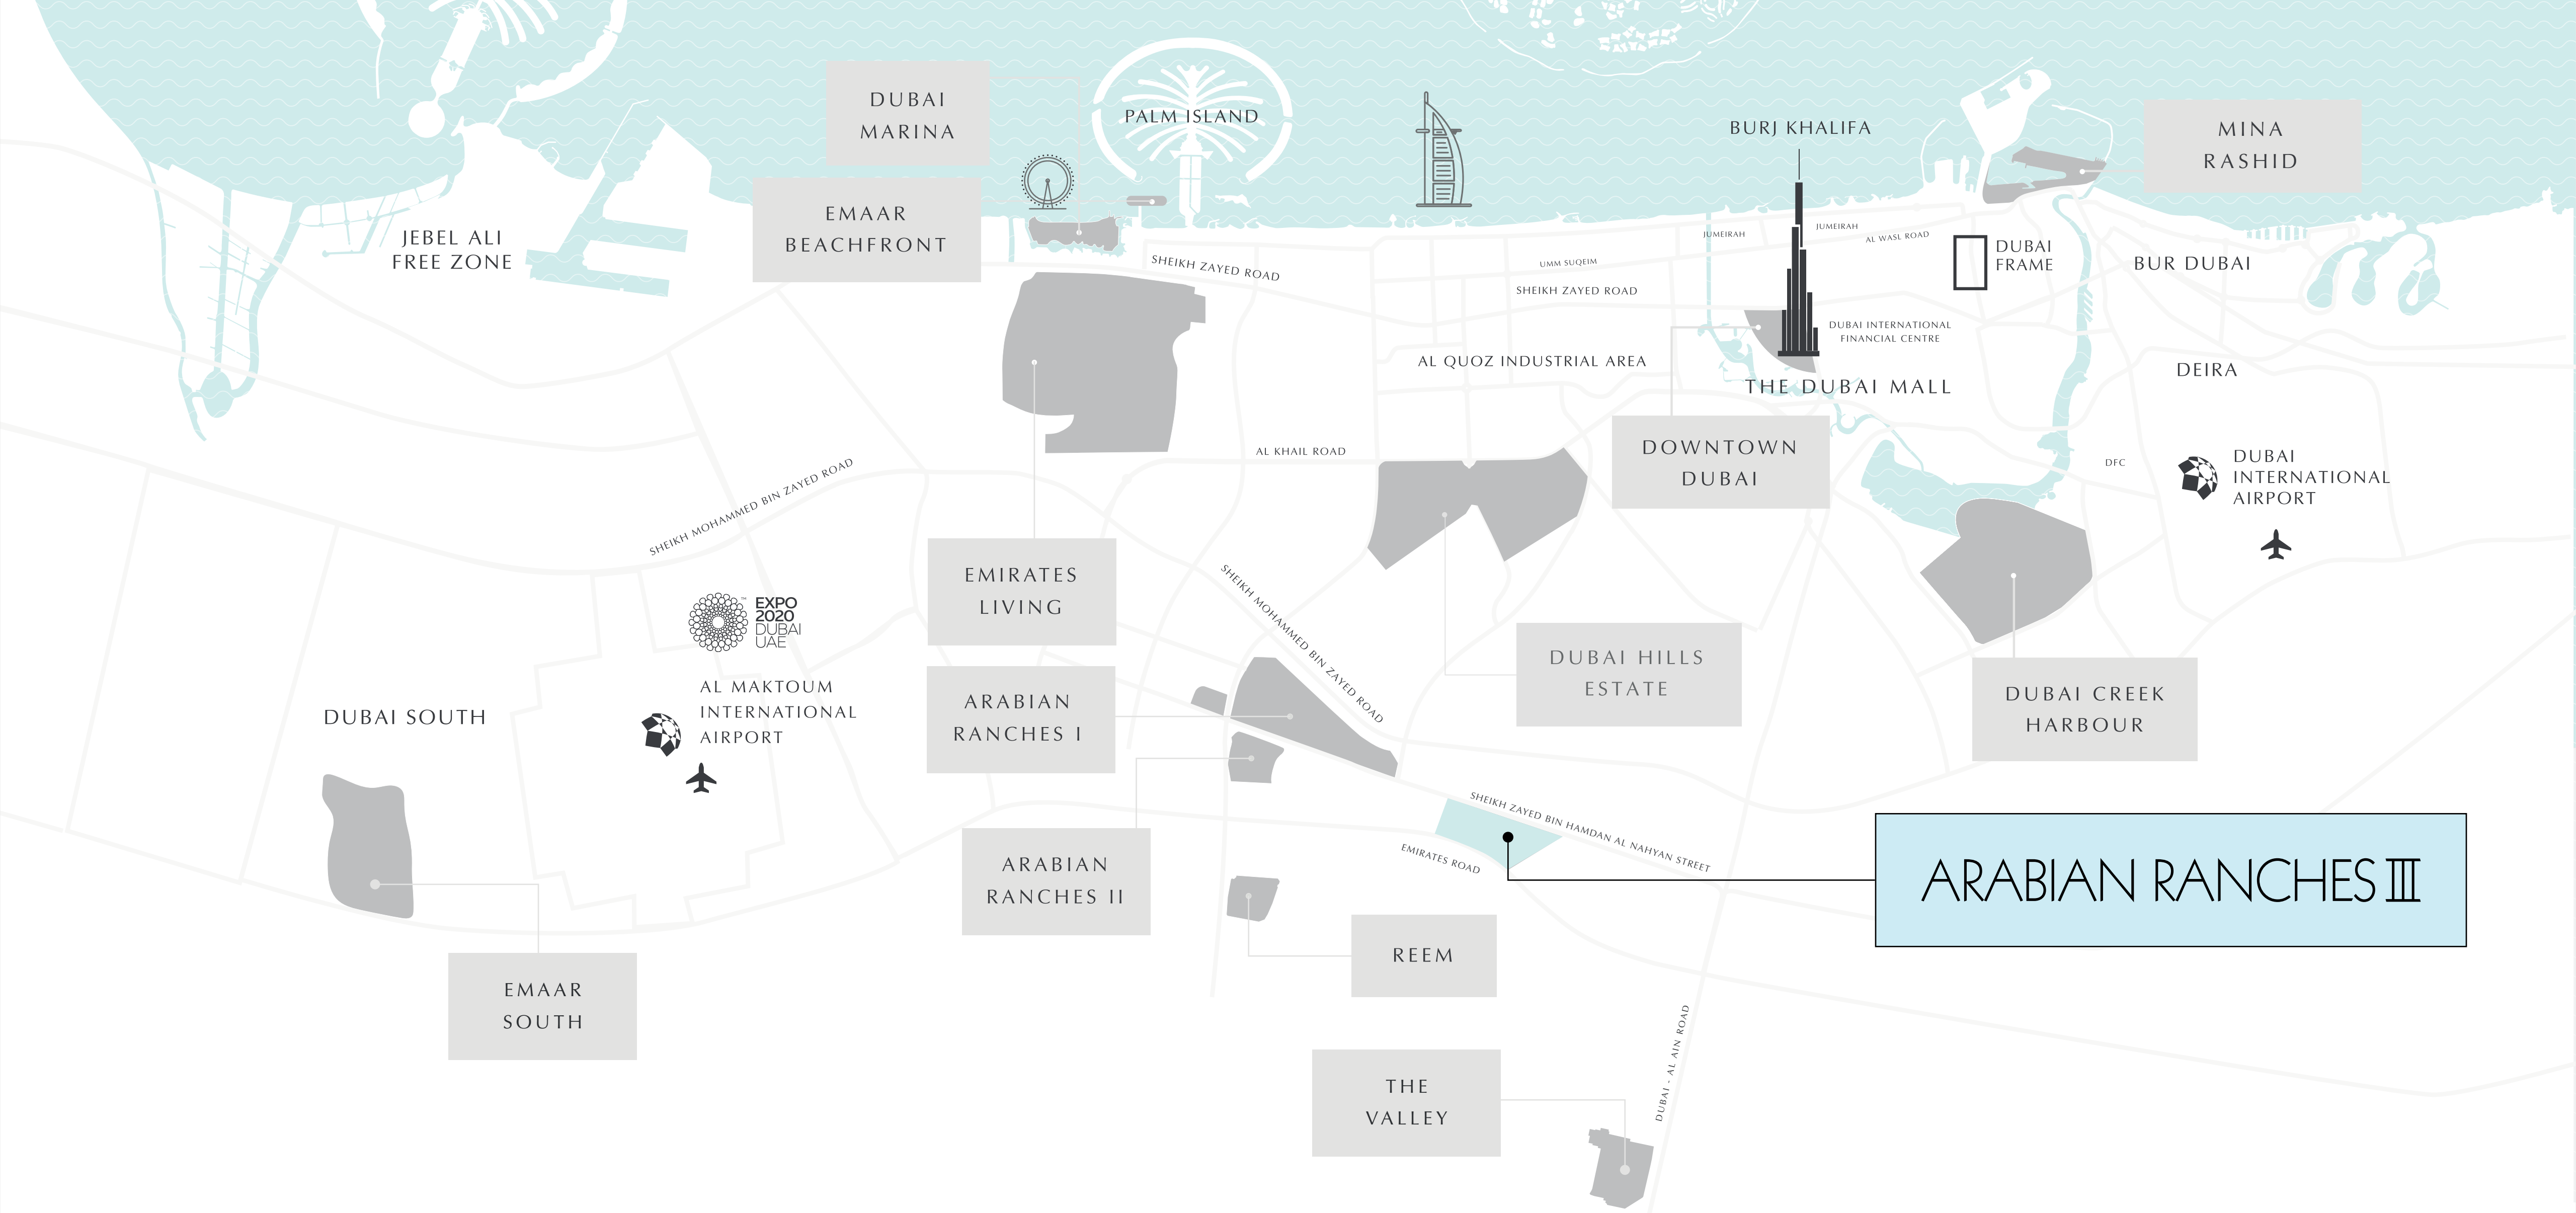 DUBAI
MARINA
PALM ISLAND
BURJ KHALIFA
MINA
RASHID
EMAAR
BEACHFRONT
JEBEL ALI
FREE ZONE
SHEIKH ZAYED ROAD
JUMEIRAH
JUMEIRAH
AL WASL ROAD
UMM SUQEIM
SHEIKH ZAYED ROAD
DUBAI
FRAME
BUR DUBAI
DUBAI INTERNATIONAL
FINANCIAL CENTRE
AL QUOZ INDUSTRIAL AREA
THE DUBAI MALL
DEIRA
DOWNTOWN
DUBAI
AL KHAIL ROAD
DFC
DUBAI
INTERNATIONAL
AIRPORT
SHEIKH MOHAMMED BIN ZAYED ROAD
EMIRATES
LIVING
SHEIKH MOHAMMED BIN ZAYED ROAD
EXPO
2020
DUBAI
UAE
TM
DUBAI HILLS
ESTATE
DUBAI CREEK
HARBOUR
AL MAKTOUM
INTERNATIONAL
AIRPORT
DUBAI SOUTH
ARABIAN
RANCHES I
SHEIKH ZAYED BIN HAMDAN AL NAHYAN STREET
EMIRATES ROAD
ARABIAN
RANCHES II
ARABIAN RANCHES III
REEM
EMAAR
SOUTH
THE
VALLEY
DUBAI - AL AIN ROAD